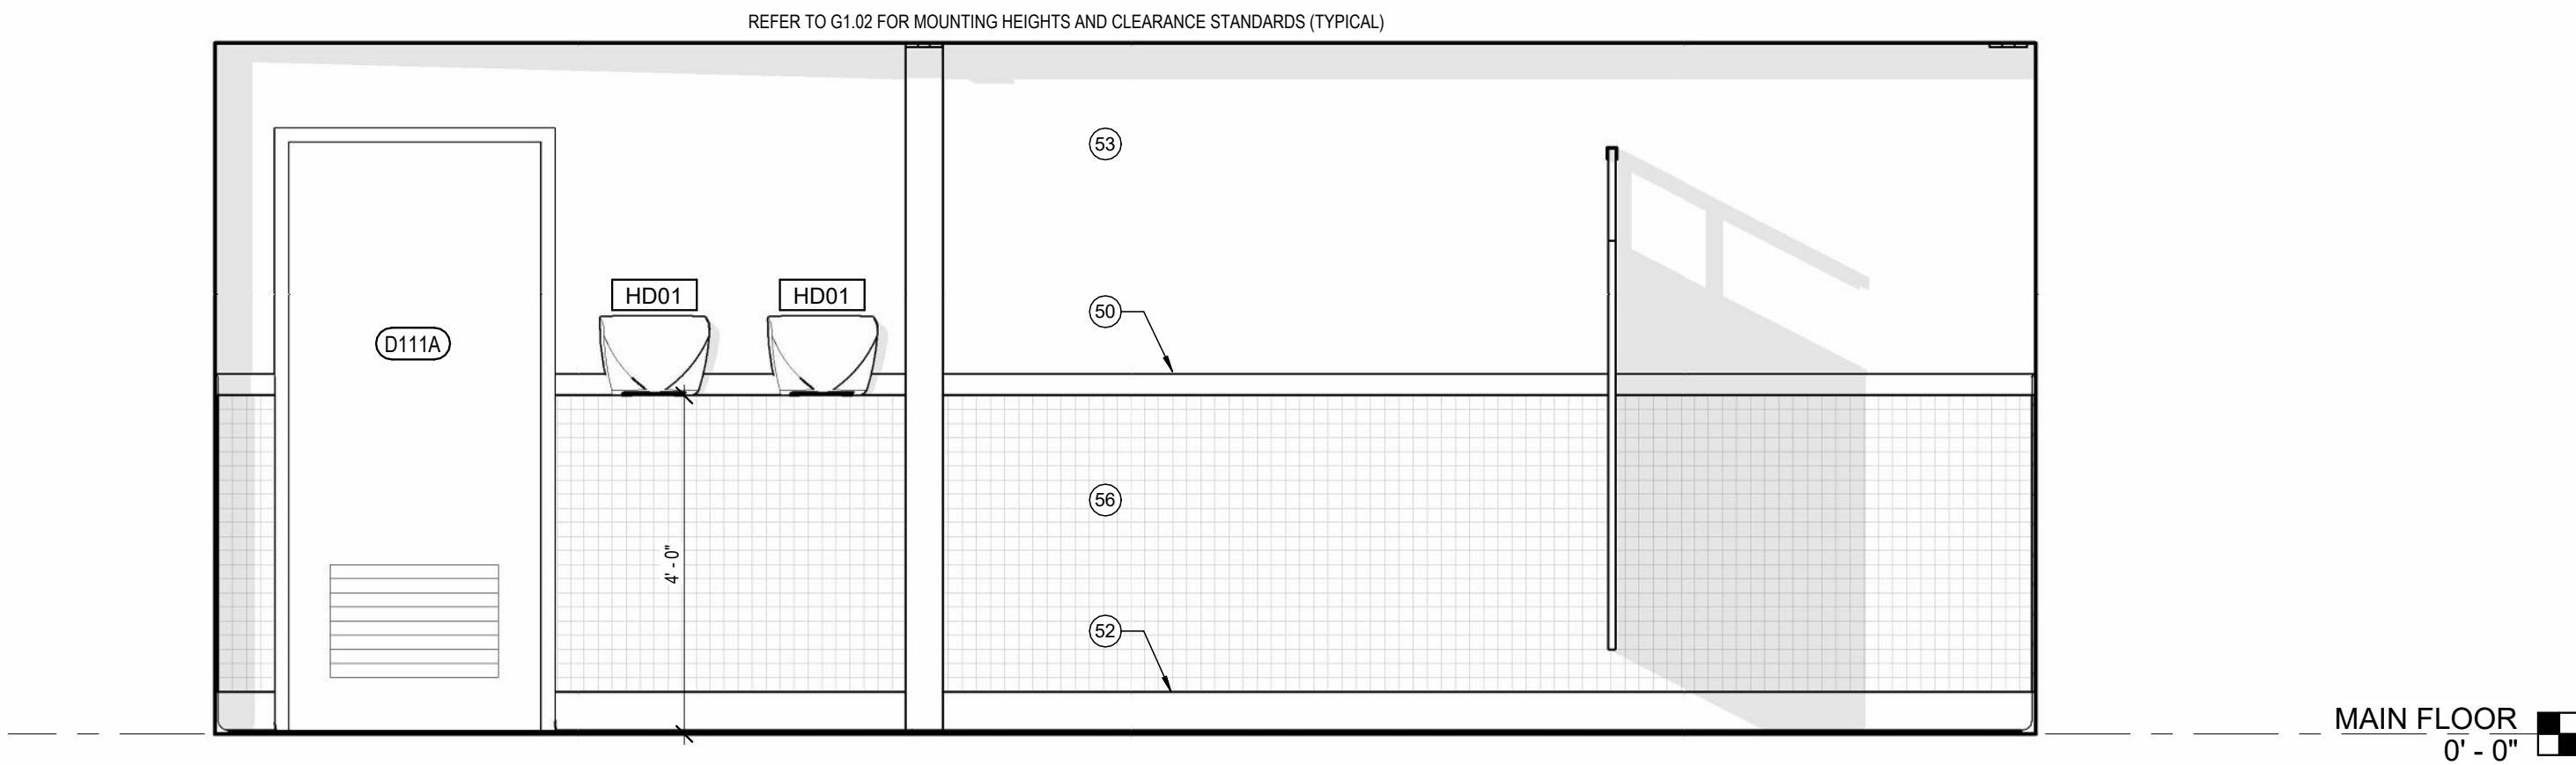 REFER TO G1.02 FOR MOUNTING HEIGHTS AND CLEARANCE STANDARDS (TYPICAL)
53
HD01
HD01
50
D111A
56
4' - 0"
52
MAIN FLOOR
0' - 0"